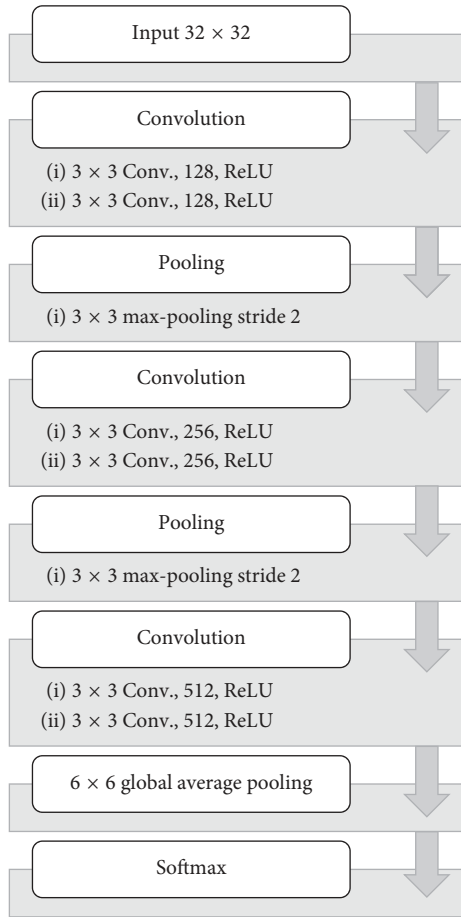 Input 32 × 32
Convolution
(i) 3 × 3 Conv., 128, ReLU
(ii) 3 × 3 Conv., 128, ReLU
Pooling
(i) 3 × 3 max-pooling stride 2
Convolution
(i) 3 × 3 Conv., 256, ReLU
(ii) 3 × 3 Conv., 256, ReLU
Pooling
(i) 3 × 3 max-pooling stride 2
Convolution
(i) 3 × 3 Conv., 512, ReLU
(ii) 3 × 3 Conv., 512, ReLU
6 × 6 global average pooling
Softmax